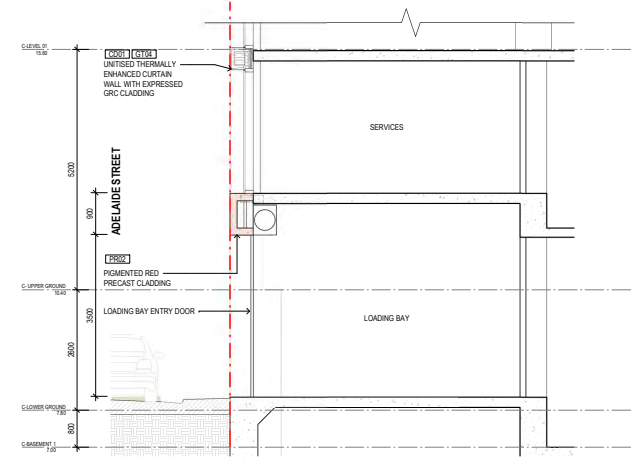 C-LEVEL 01
15.60
CD01 GT04
UNITISED THERMALLY
ENHANCED CURTAIN
WALL WITH EXPRESSED
GRC CLADDING
SERVICES
5200
ADELAIDE STREET
900
PR02
PIGMENTED RED
PRECAST CLADDING
C- UPPER GROUND
10.40
LOADING BAY ENTRY DOOR
3500
LOADING BAY
2600
C-LOWER GROUND
7.80
800
C-BASEMENT 1
7.00